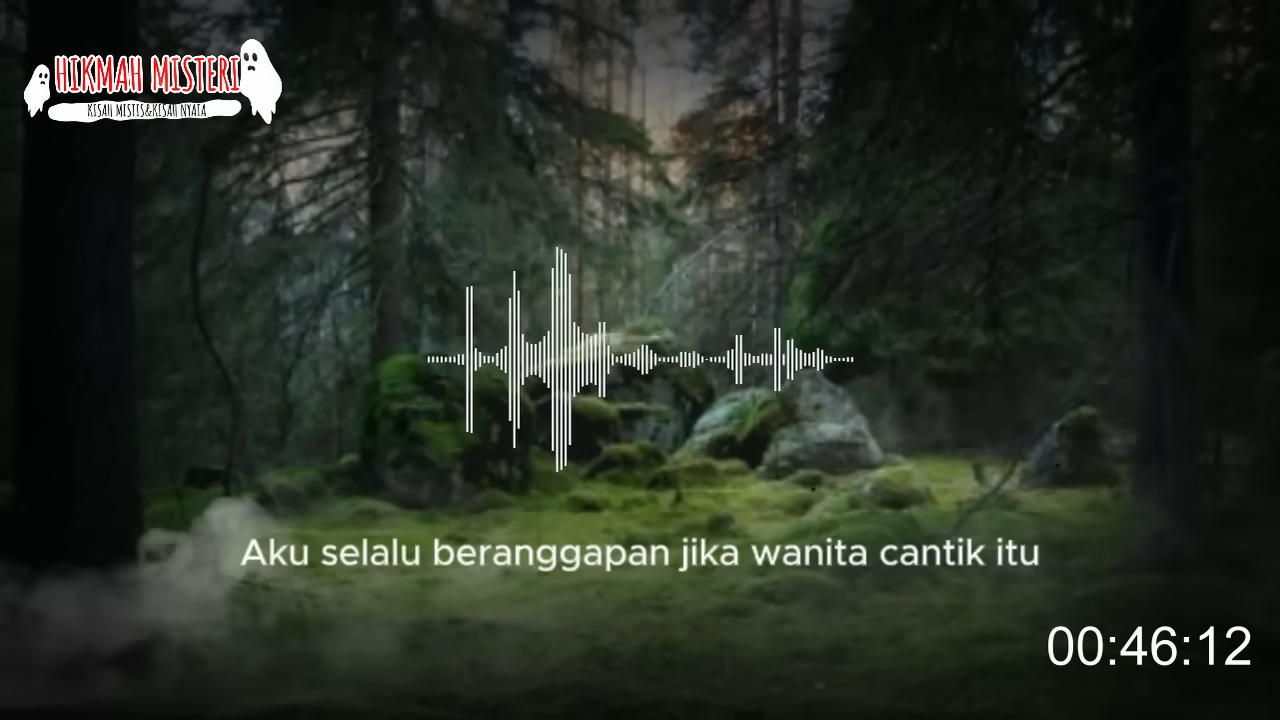 HIKMAH MISTERI
KISAH MISTIS&KISAH NYATA
Aku selalu beranggapan jika wanita cantik itu
00:46:12